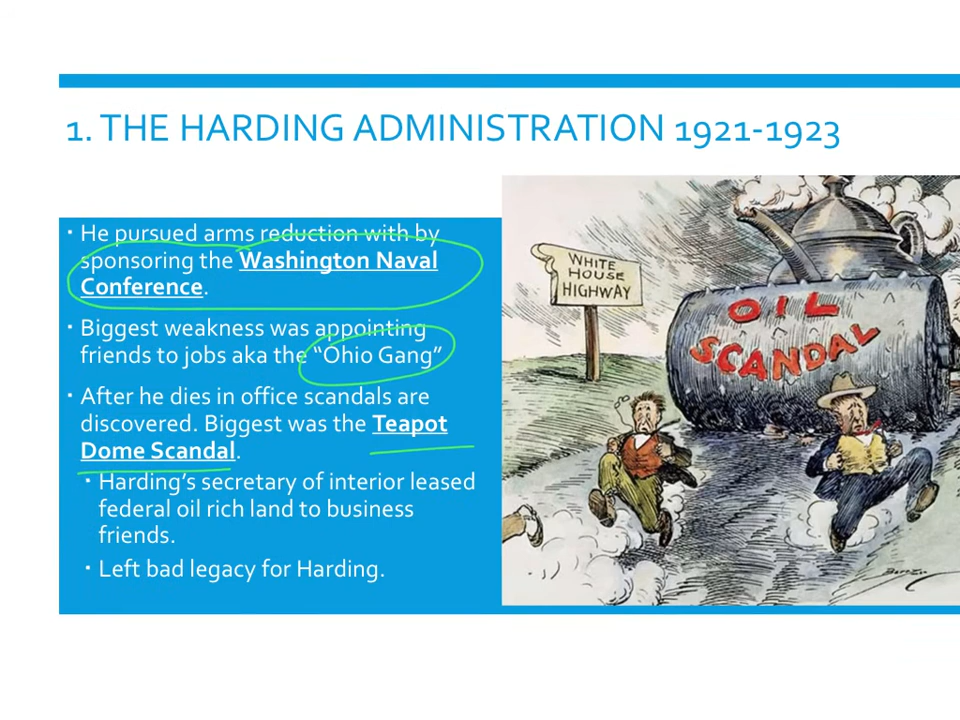 1. THE HARDING ADMINISTRATION 1921-1923
▪ He pursued arms reduction with by
sponsoring the Washington Naval
Conference.
▪ Biggest weakness was appointing
friends to jobs aka the “Ohio Gang”
▪ After he dies in office scandals are
discovered. Biggest was the Teapot
Dome Scandal.
▪ Harding’s secretary of interior leased
federal oil rich land to business
friends.
▪ Left bad legacy for Harding.
WHITE
HOUSE
HIGHWAY
OIL
SCANDAL